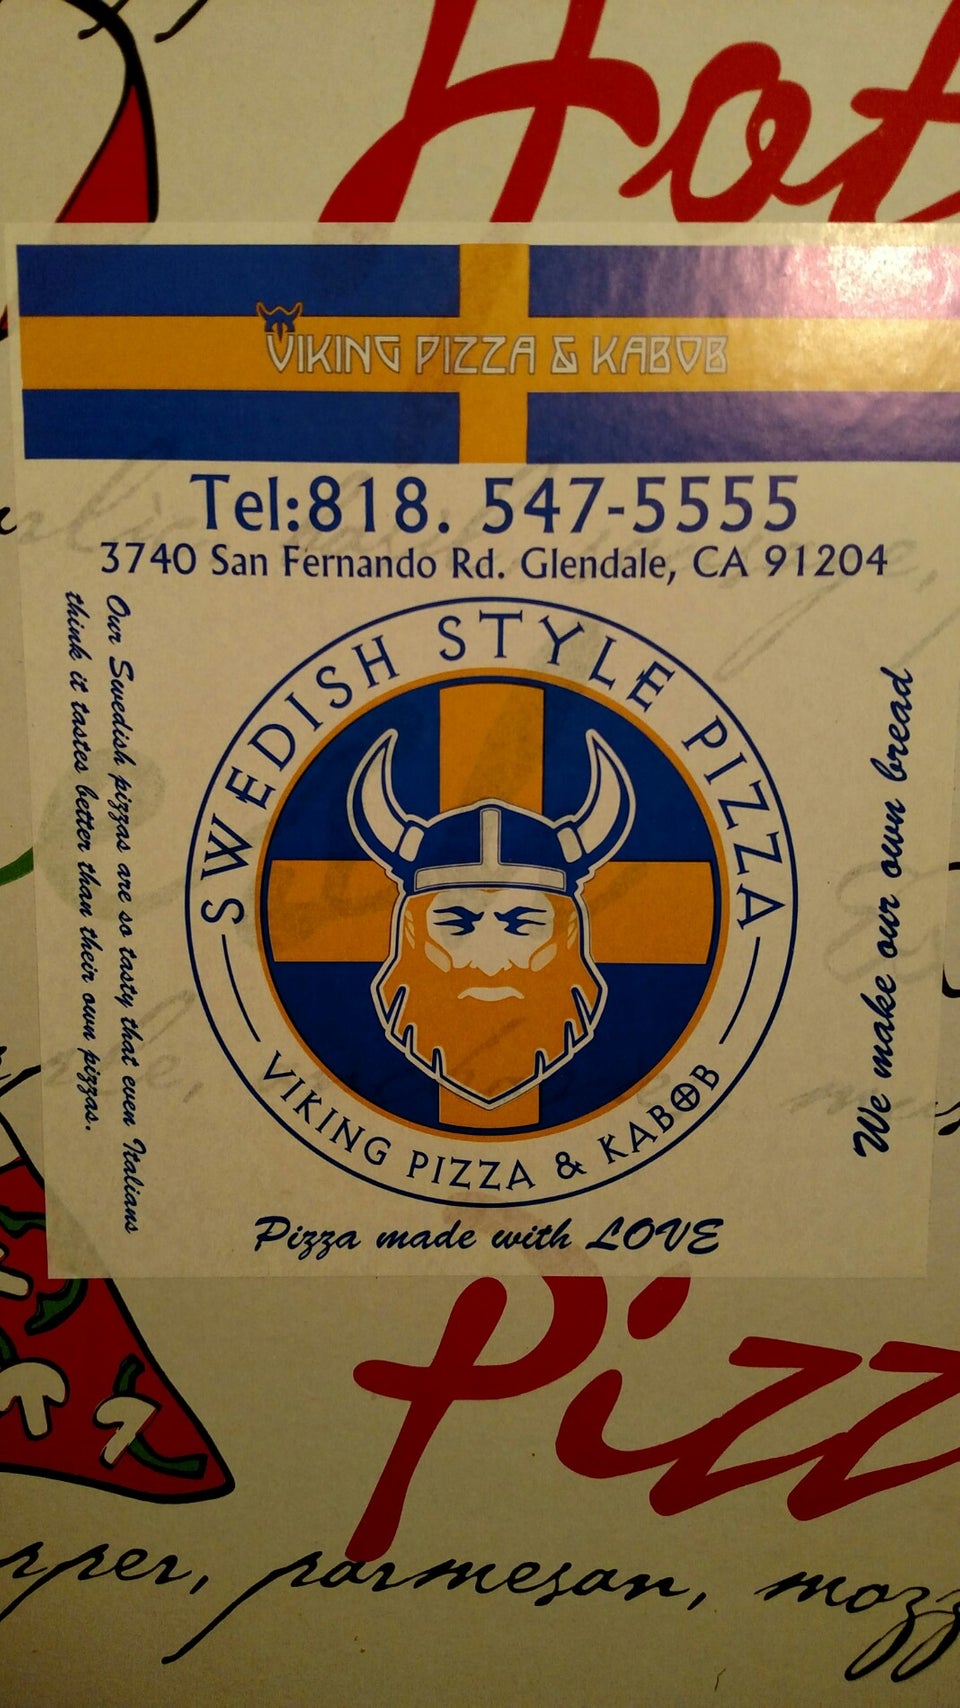 Hot
VIKING PIZZA & KABOB
Tel:818. 547-5555
3740 San Fernando Rd. Glendale, CA 91204
Our Swedish pizzas are so tasty that even Italians
think it tastes better than their own pizzas.
SWEDISH STYLE PIZZA
VIKING PIZZA & KABOB
We make our own bread
Pizza made with LOVE
Pizz
pper, parmesan, mozz